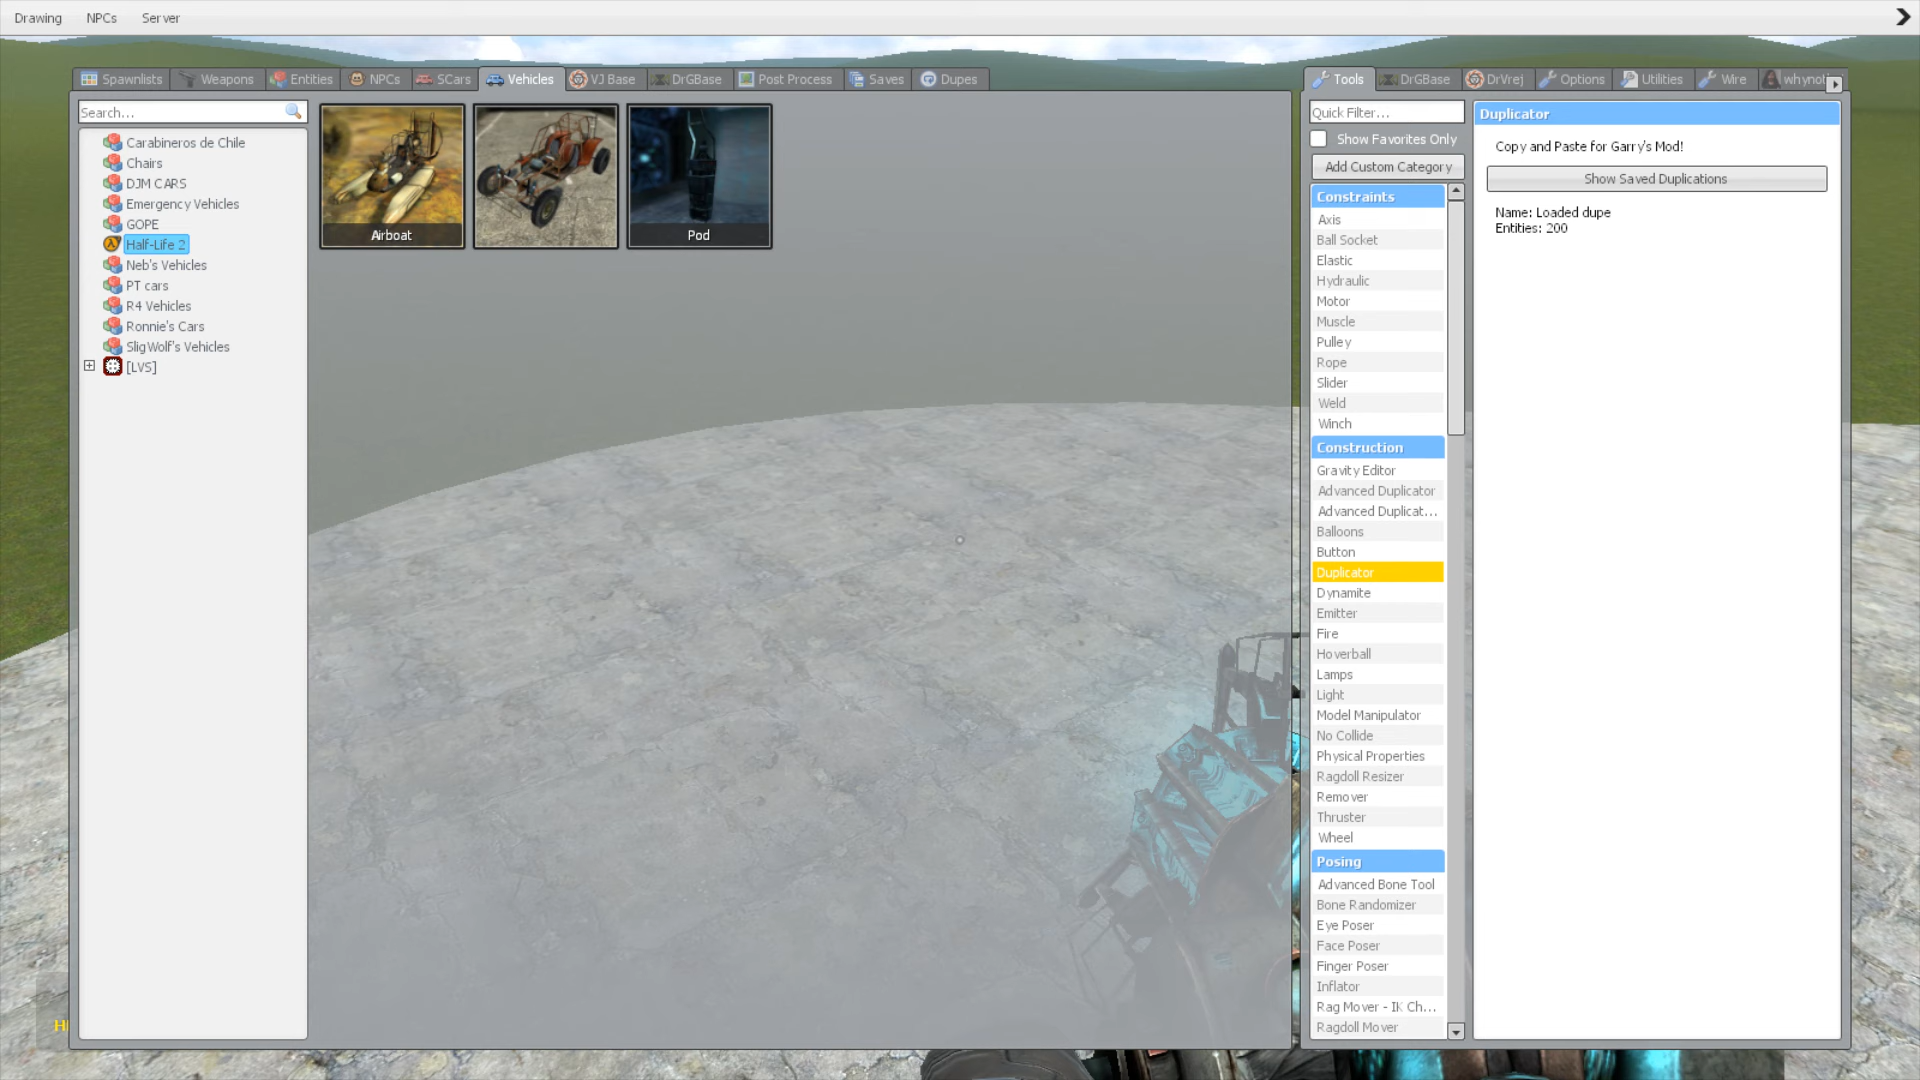 Drawing NPCs Server
Spawnlists Weapons Entities NPCs SCars Vehicles VJ Base DrGBase Post Process Saves Dupes
Search...
Carabineros de Chile
Chairs
DJM CARS
Emergency Vehicles
GOPE
Half-Life 2
Neb's Vehicles
PT cars
R4 Vehicles
Ronnie's Cars
SligWolf's Vehicles
[LVS]
Airboat
Pod
Tools DrGBase DrVrej Options Utilities Wire whynot
Quick Filter...
Show Favorites Only
Add Custom Category
Constraints
Axis
Ball Socket
Elastic
Hydraulic
Motor
Muscle
Pulley
Rope
Slider
Weld
Winch
Construction
Gravity Editor
Advanced Duplicator
Advanced Duplicat...
Balloons
Button
Duplicator
Dynamite
Emitter
Fire
Hoverball
Lamps
Light
Model Manipulator
No Collide
Physical Properties
Ragdoll Resizer
Remover
Thruster
Wheel
Posing
Advanced Bone Tool
Bone Randomizer
Eye Poser
Face Poser
Finger Poser
Inflator
Rag Mover - IK Ch...
Ragdoll Mover
Duplicator
Copy and Paste for Garry's Mod!
Show Saved Duplications
Name: Loaded dupe
Entities: 200